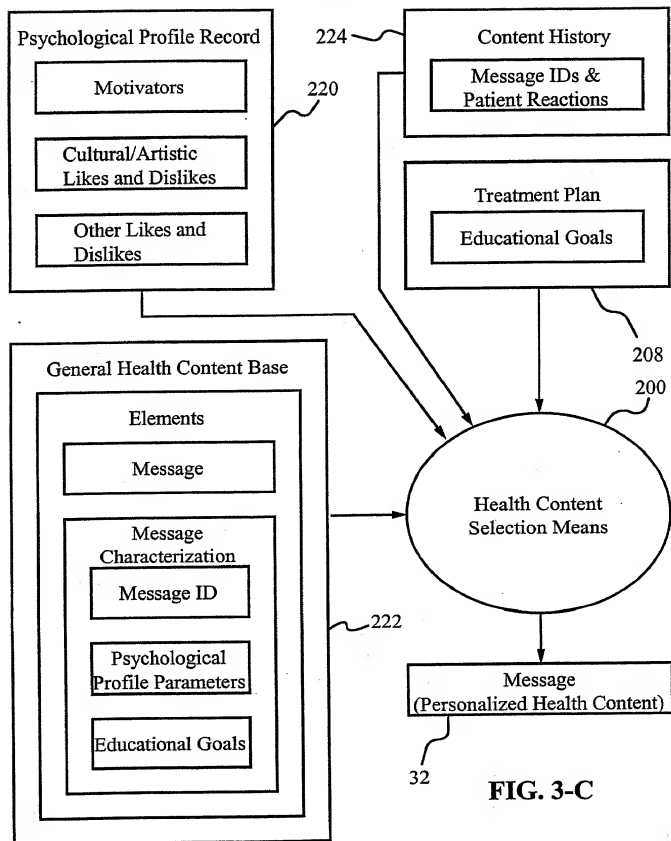 Psychological Profile Record
Motivators
Cultural/Artistic
Likes and Dislikes
Other Likes and
Dislikes
220
224
Content History
Message IDs &
Patient Reactions
Treatment Plan
Educational Goals
208
200
General Health Content Base
Elements
Message
Message
Characterization
Message ID
Psychological
Profile Parameters
Educational Goals
222
Health Content
Selection Means
Message
(Personalized Health Content)
32
FIG. 3-C